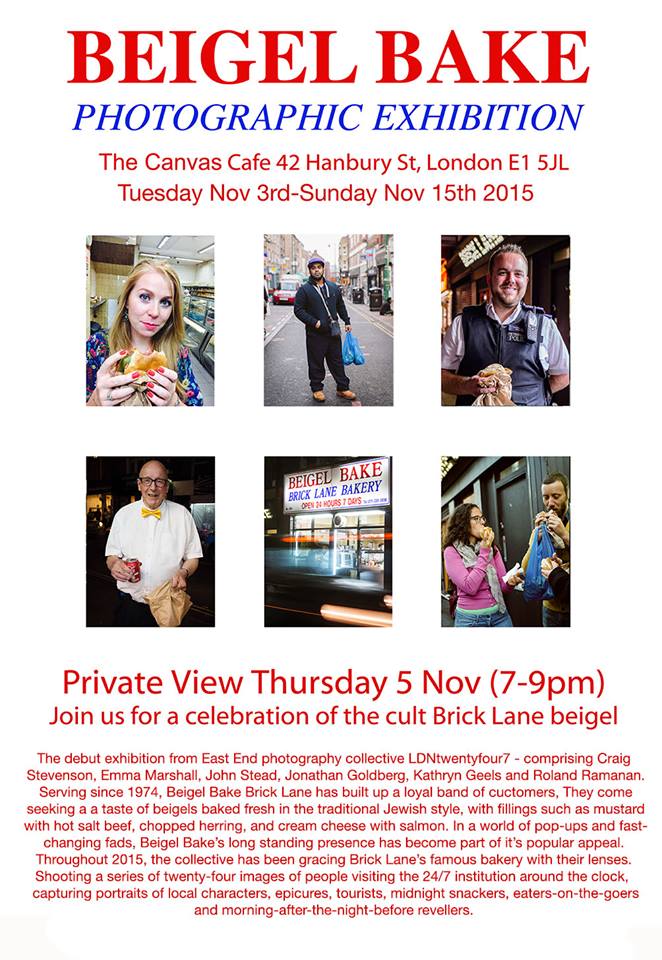 BEIGEL BAKE
PHOTOGRAPHIC EXHIBITION
The Canvas Cafe 42 Hanbury St, London E1 5JL
Tuesday Nov 3rd-Sunday Nov 15th 2015
BEIGEL BAKE
BRICK LANE BAKERY
OPEN 24 HOURS 7 DAYS
Private View Thursday 5 Nov (7-9pm)
Join us for a celebration of the cult Brick Lane beigel
The debut exhibition from East End photography collective LDNtwentyfour7 - comprising Craig
Stevenson, Emma Marshall, John Stead, Jonathan Goldberg, Kathryn Geels and Roland Ramanan.
Serving since 1974, Beigel Bake Brick Lane has built up a loyal band of cuctomers, They come
seeking a a taste of beigels baked fresh in the traditional Jewish style, with fillings such as mustard
with hot salt beef, chopped herring, and cream cheese with salmon. In a world of pop-ups and fast-
changing fads, Beigel Bake's long standing presence has become part of it's popular appeal.
Throughout 2015, the collective has been gracing Brick Lane's famous bakery with their lenses.
Shooting a series of twenty-four images of people visiting the 24/7 institution around the clock,
capturing portraits of local characters, epicures, tourists, midnight snackers, eaters-on-the-goers
and morning-after-the-night-before revellers.